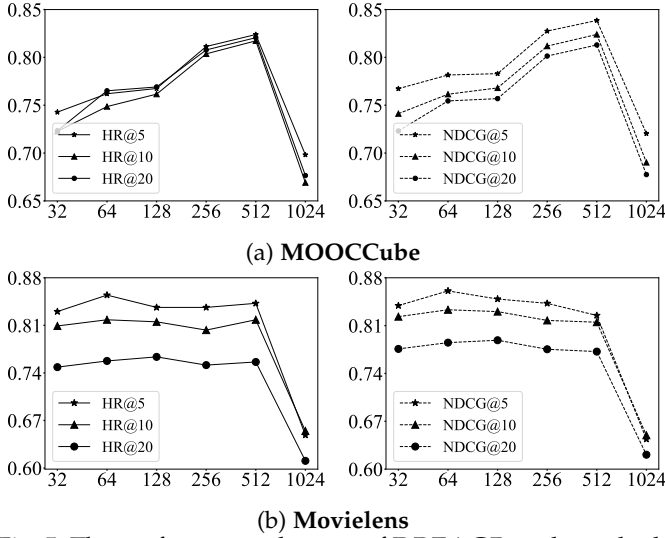 0.85
0.80
0.75
0.70
0.65
HR@5
HR@10
HR@20
32 64 128 256 512 1024
0.85
0.80
0.75
0.70
0.65
NDCG@5
NDCG@10
NDCG@20
32 64 128 256 512 1024
(a) MOOCCube
0.88
0.81
0.74
0.67
0.60
HR@5
HR@10
HR@20
32 64 128 256 512 1024
0.88
0.81
0.74
0.67
0.60
NDCG@5
NDCG@10
NDCG@20
32 64 128 256 512 1024
(b) Movielens